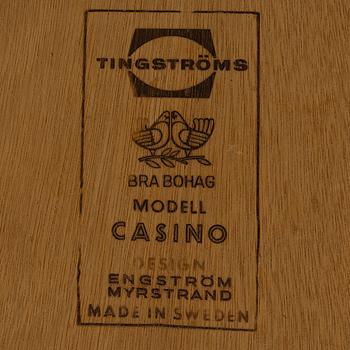 TINGSTRÖMS
BRA BOHAG
MODELL
CASINO
DESIGN
ENGSTRÖM
MYRSTRAND
MADE IN SWEDEN